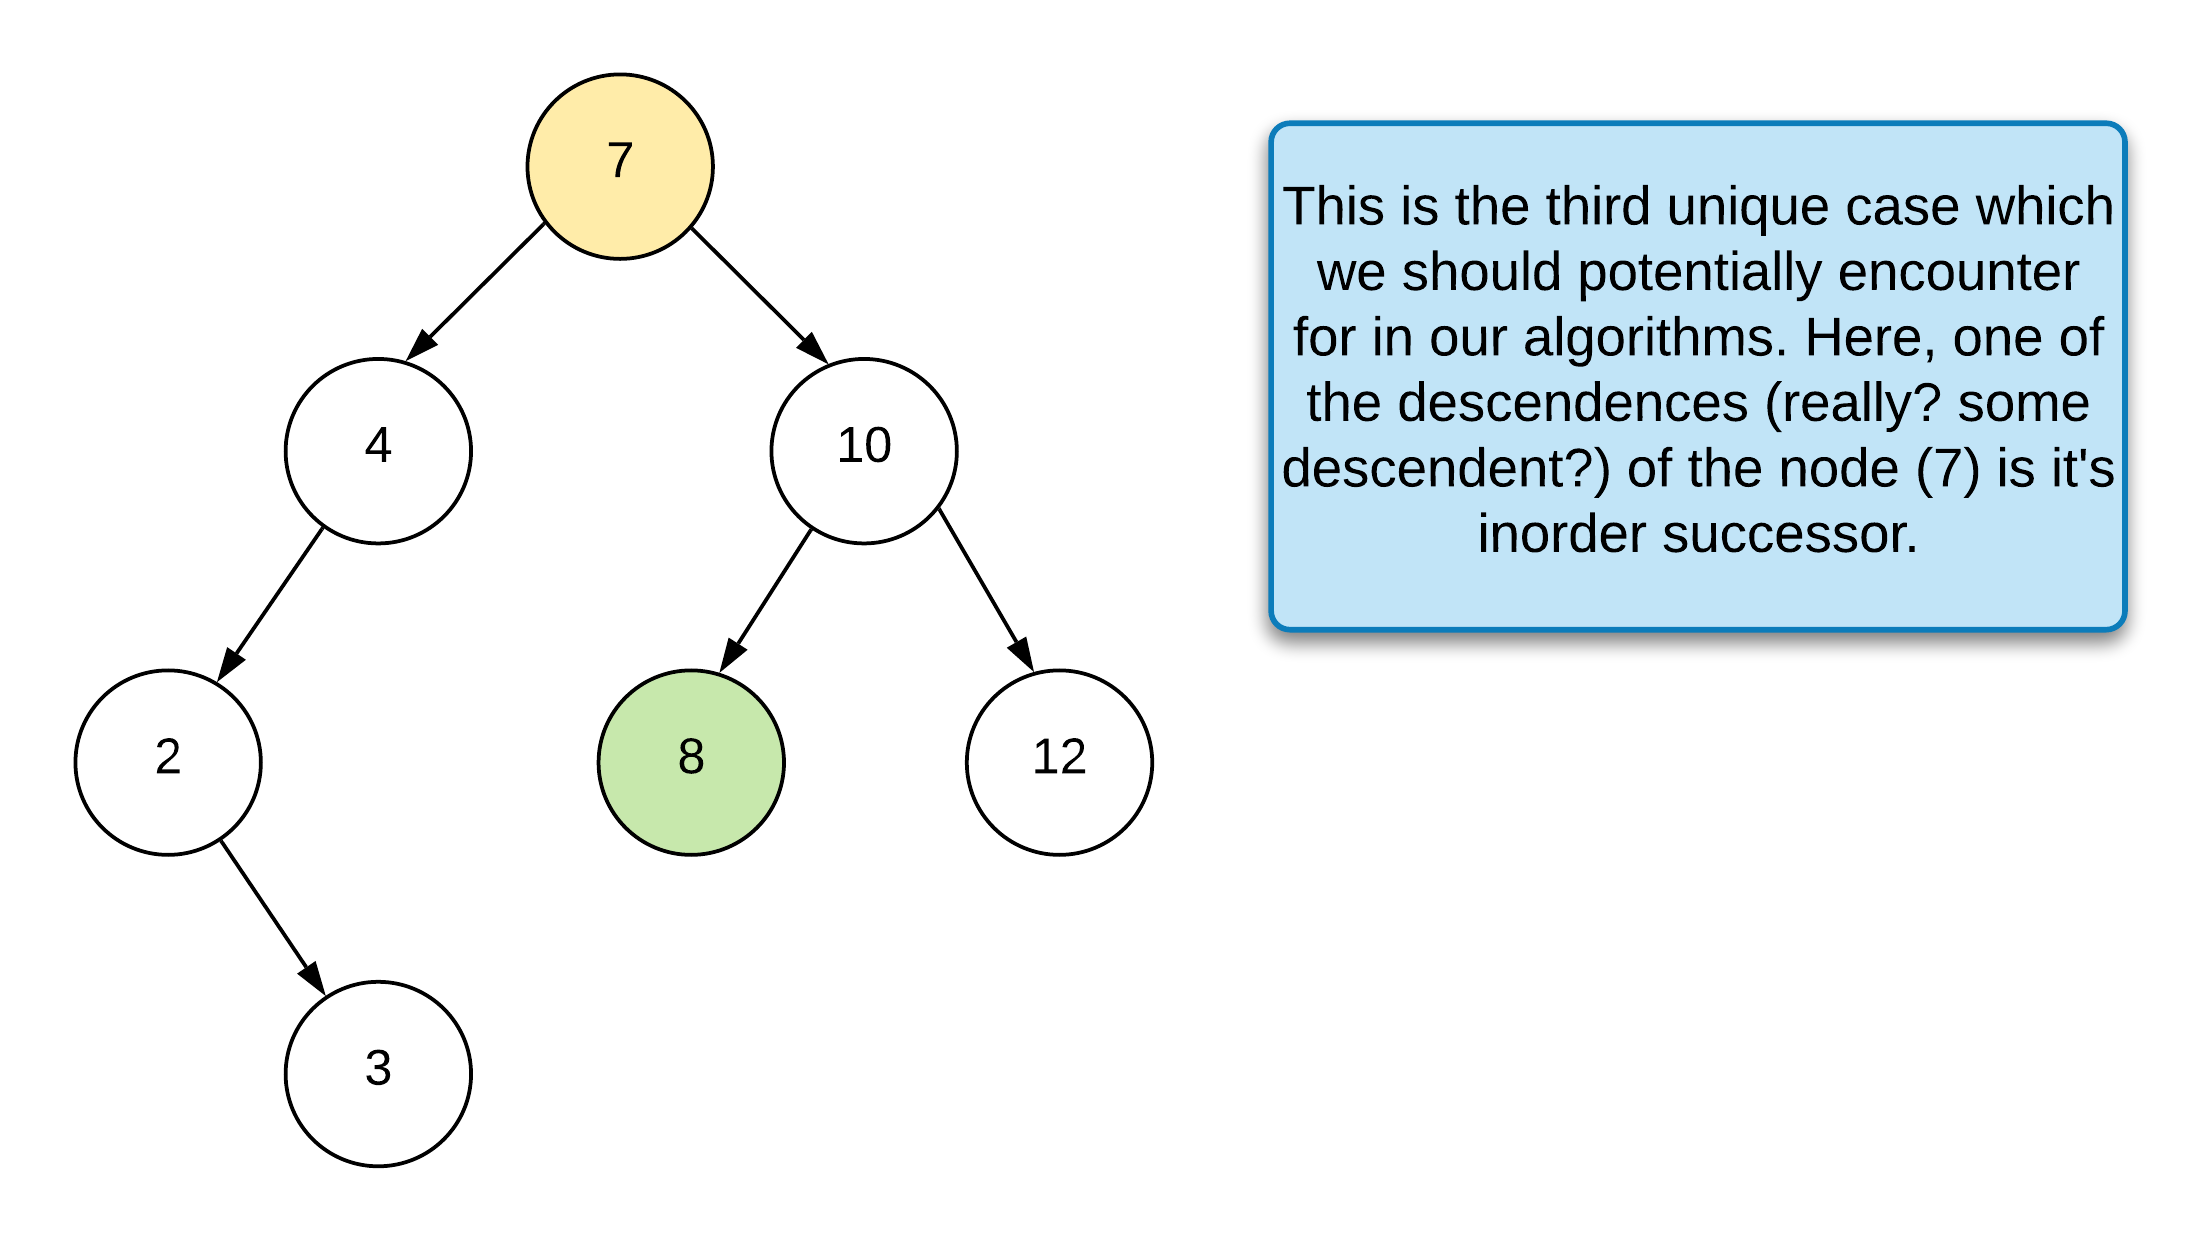 7
This is the third unique case which
we should potentially encounter
for in our algorithms. Here, one of
the descendences (really? some
descendent?) of the node (7) is it's
inorder successor.
4
10
2
8
12
3